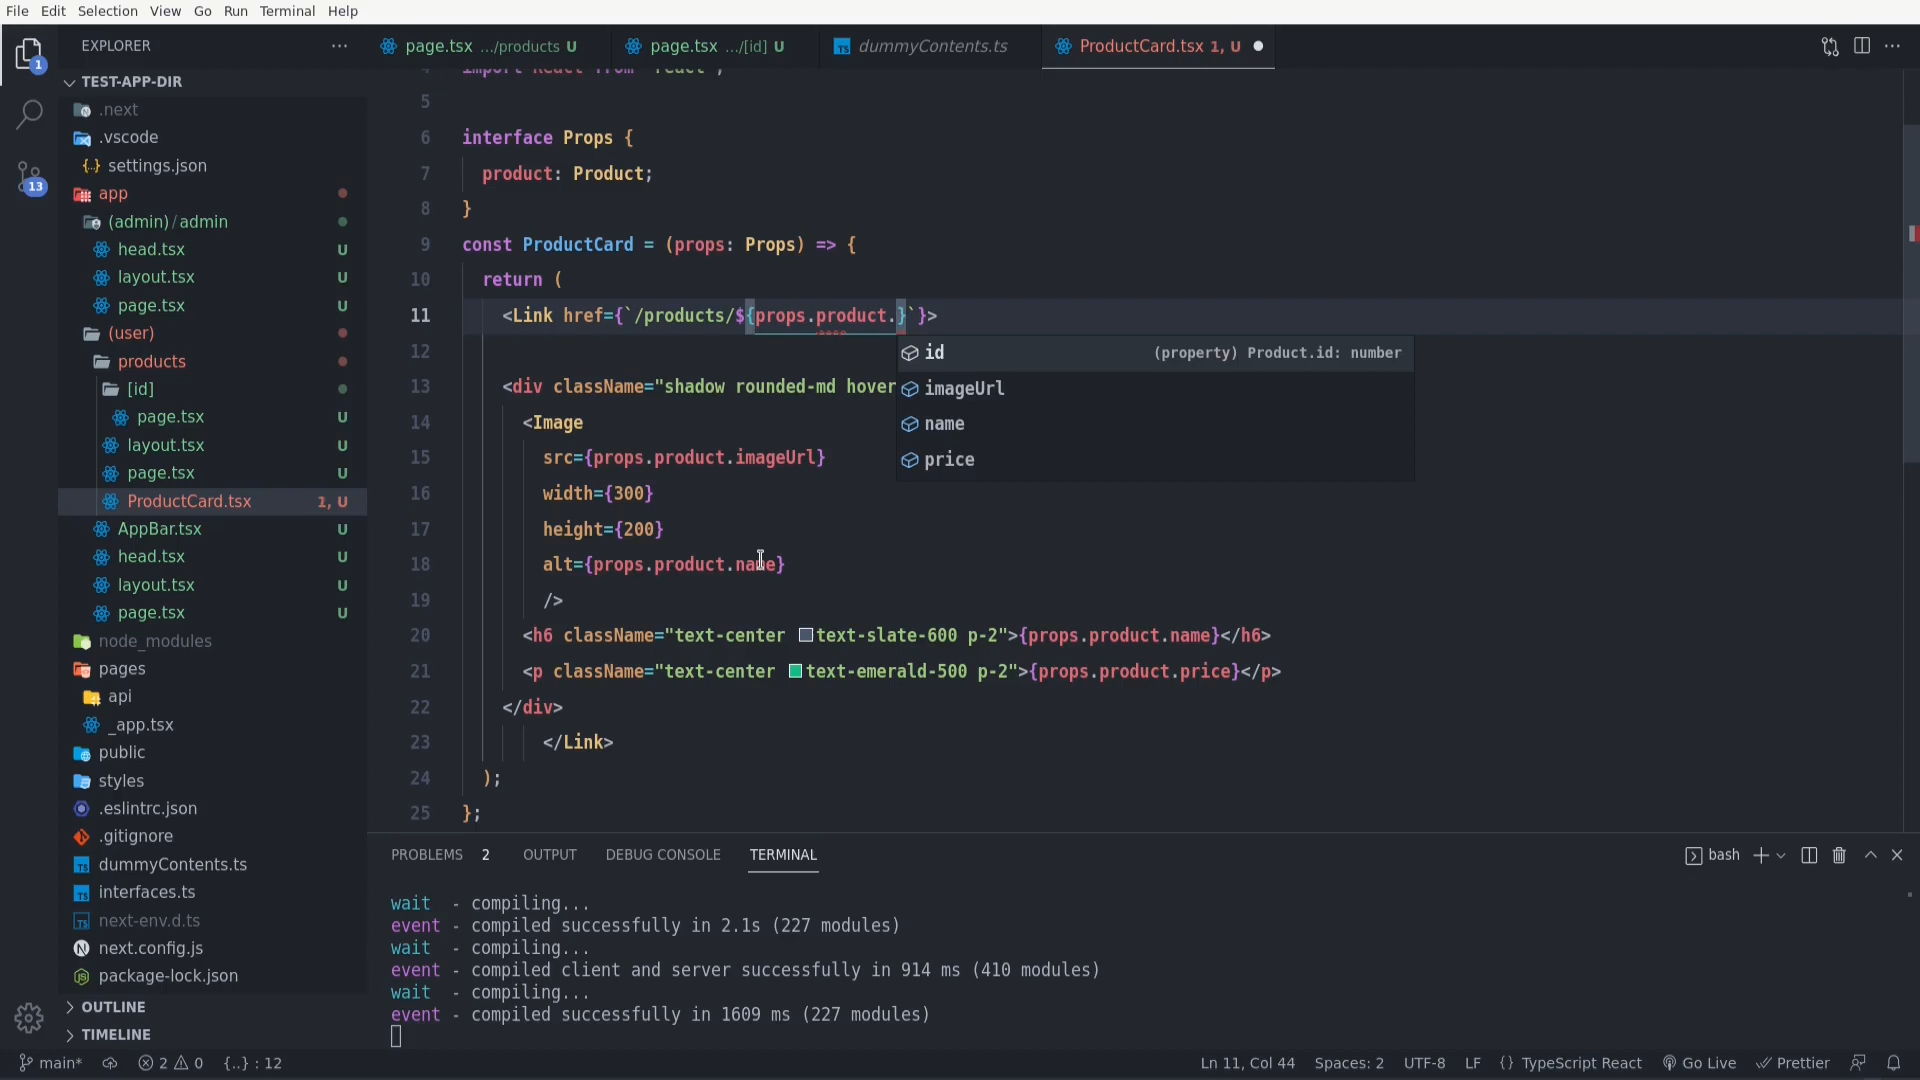 File Edit Selection View Go Run Terminal Help
EXPLORER
page.tsx .../products U
page.tsx .../[id] U
dummyContents.ts
ProductCard.tsx 1, U
1
13
TEST-APP-DIR
.next
.vscode
settings.json
app
(admin) / admin
head.tsx U
layout.tsx U
page.tsx U
(user)
products
[id]
page.tsx U
layout.tsx U
page.tsx U
ProductCard.tsx 1, U
AppBar.tsx U
head.tsx U
layout.tsx U
page.tsx U
node_modules
pages
api
_app.tsx
public
styles
.eslintrc.json
.gitignore
dummyContents.ts
interfaces.ts
next-env.d.ts
next.config.js
package-lock.json
OUTLINE
TIMELINE
4 import React from "react";
5
6 interface Props {
7 product: Product;
8 }
9 const ProductCard = (props: Props) => {
10 return (
11 <Link href={`/products/${props.product.}`}>
12
13 <div className="shadow rounded-md hover
14 <Image
15 src={props.product.imageUrl}
16 width={300}
17 height={200}
18 alt={props.product.name}
19 />
20 <h6 className="text-center text-slate-600 p-2">{props.product.name}</h6>
21 <p className="text-center text-emerald-500 p-2">{props.product.price}</p>
22 </div>
23 </Link>
24 );
25 };
id (property) Product.id: number
imageUrl
name
price
PROBLEMS 2 OUTPUT DEBUG CONSOLE TERMINAL
bash
wait - compiling...
event - compiled successfully in 2.1s (227 modules)
wait - compiling...
event - compiled client and server successfully in 914 ms (410 modules)
wait - compiling...
event - compiled successfully in 1609 ms (227 modules)
main* 2 0 {..} : 12
Ln 11, Col 44 Spaces: 2 UTF-8 LF {} TypeScript React Go Live Prettier